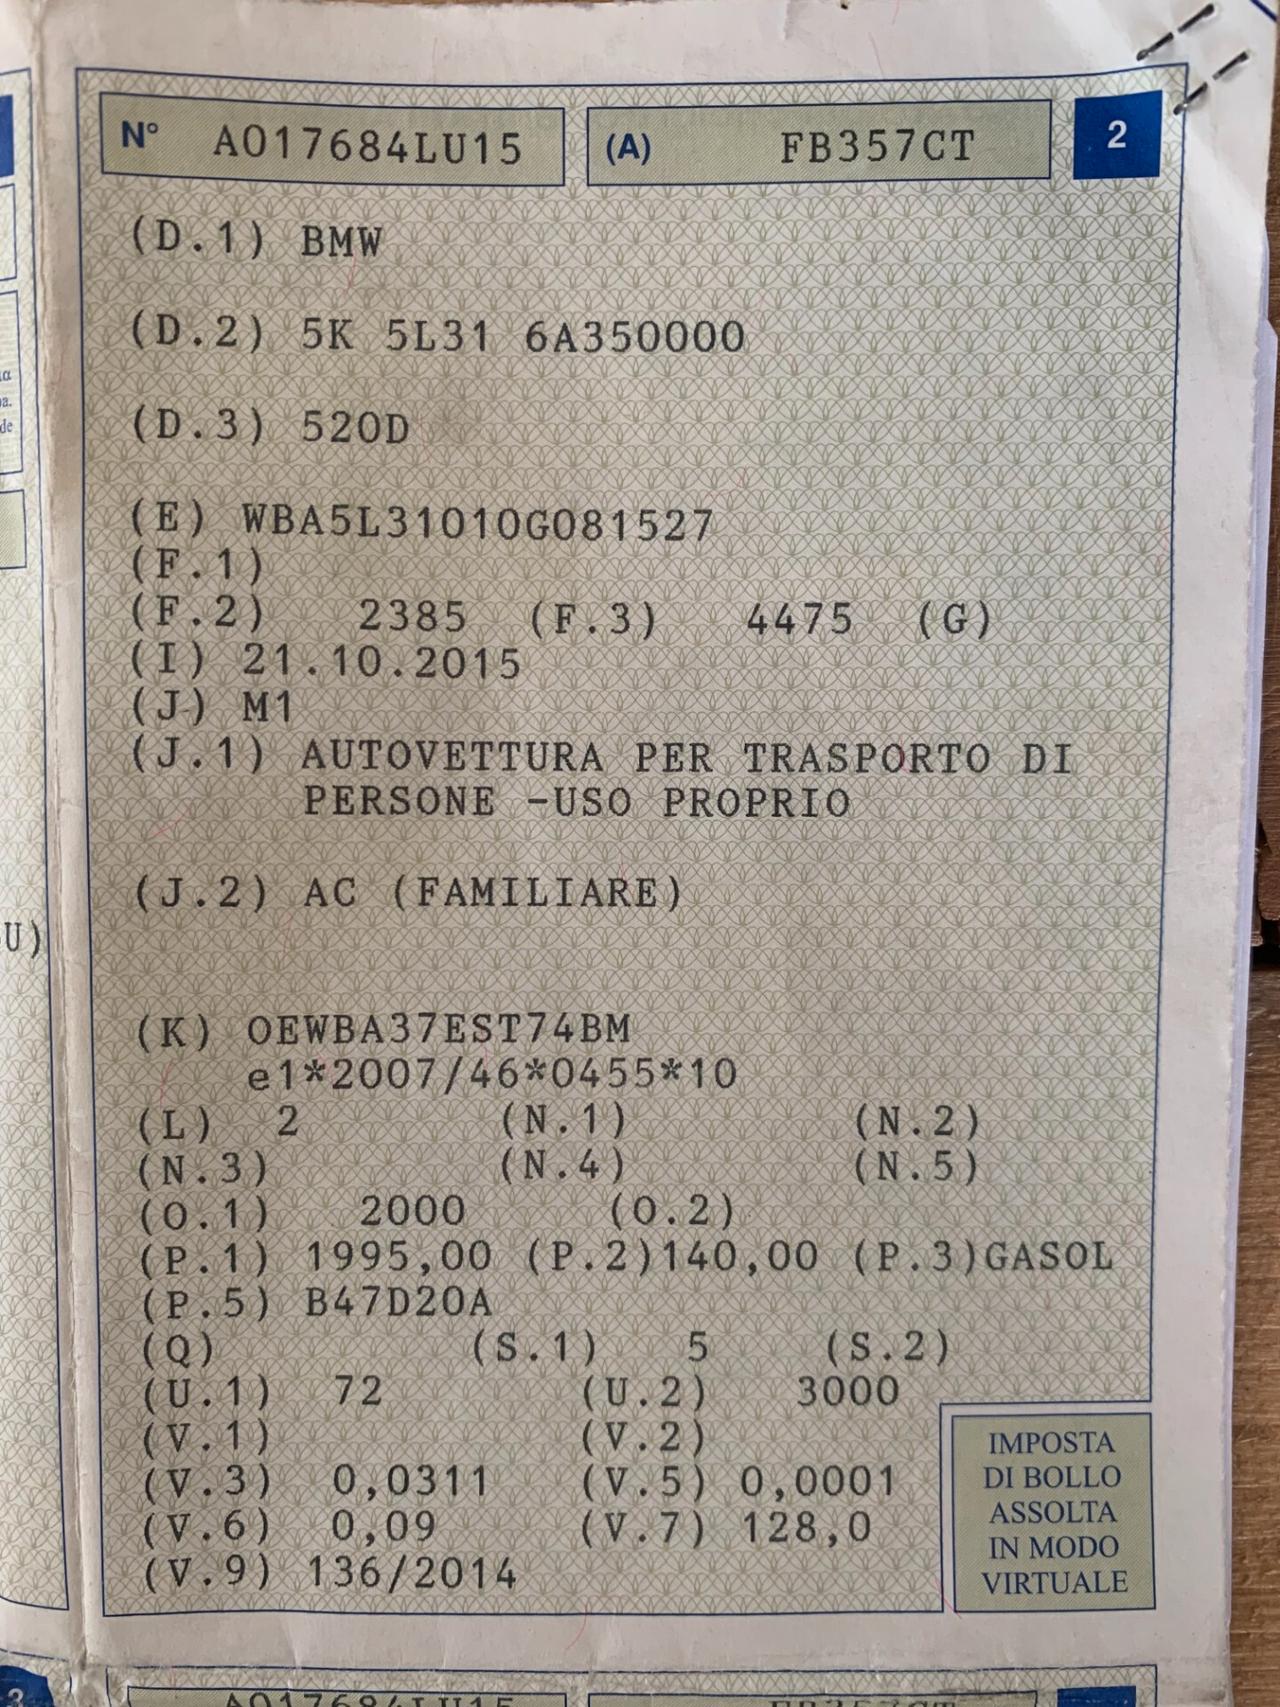 N° A017684LU15 (A) FB357CT 2
(D.1) BMW
(D.2) 5K 5L31 6A350000
(D.3) 520D
(E) WBA5L31010G081527
(F.1)
(F.2) 2385 (F.3) 4475 (G)
(I) 21.10.2015
(J) M1
(J.1) AUTOVETTURA PER TRASPORTO DI
PERSONE -USO PROPRIO
(J.2) AC (FAMILIARE)
(K) OEWBA37EST74BM
e1*2007/46*0455*10
(L) 2 (N.1) (N.2)
(N.3) (N.4) (N.5)
(O.1) 2000 (O.2)
(P.1) 1995,00 (P.2)140,00 (P.3)GASOL
(P.5) B47D20A
(Q) (S.1) 5 (S.2)
(U.1) 72 (U.2) 3000
(V.1) (V.2)
(V.3) 0,0311 (V.5) 0,0001
(V.6) 0,09 (V.7) 128,0
(V.9) 136/2014
IMPOSTA
DI BOLLO
ASSOLTA
IN MODO
VIRTUALE
U)
de
3
A017684LU15 FB357CT